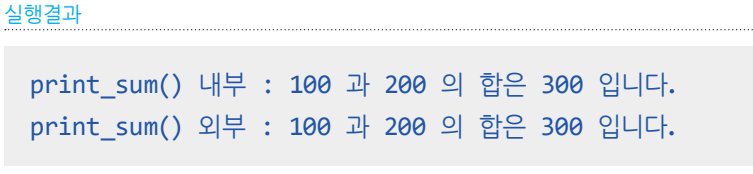 실행결과
print_sum() 내부 : 100 과 200 의 합은 300 입니다.
print_sum() 외부 : 100 과 200 의 합은 300 입니다.